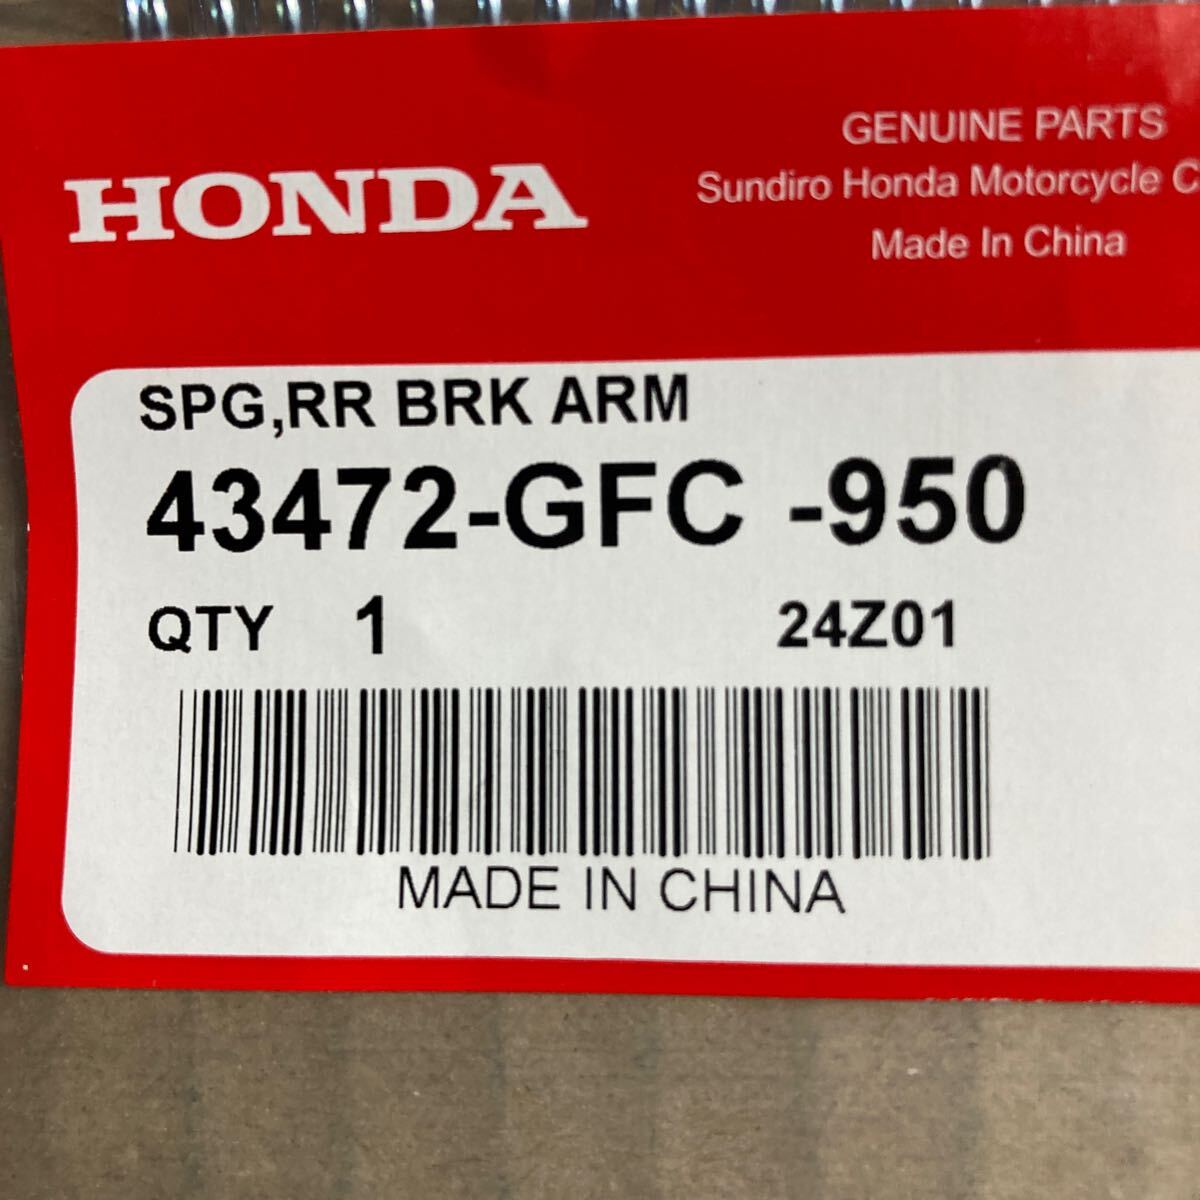 HONDA
GENUINE PARTS
Sundiro Honda Motorcycle
Made In China
SPG,RR BRK ARM
43472-GFC -950
QTY 1 24Z01
MADE IN CHINA